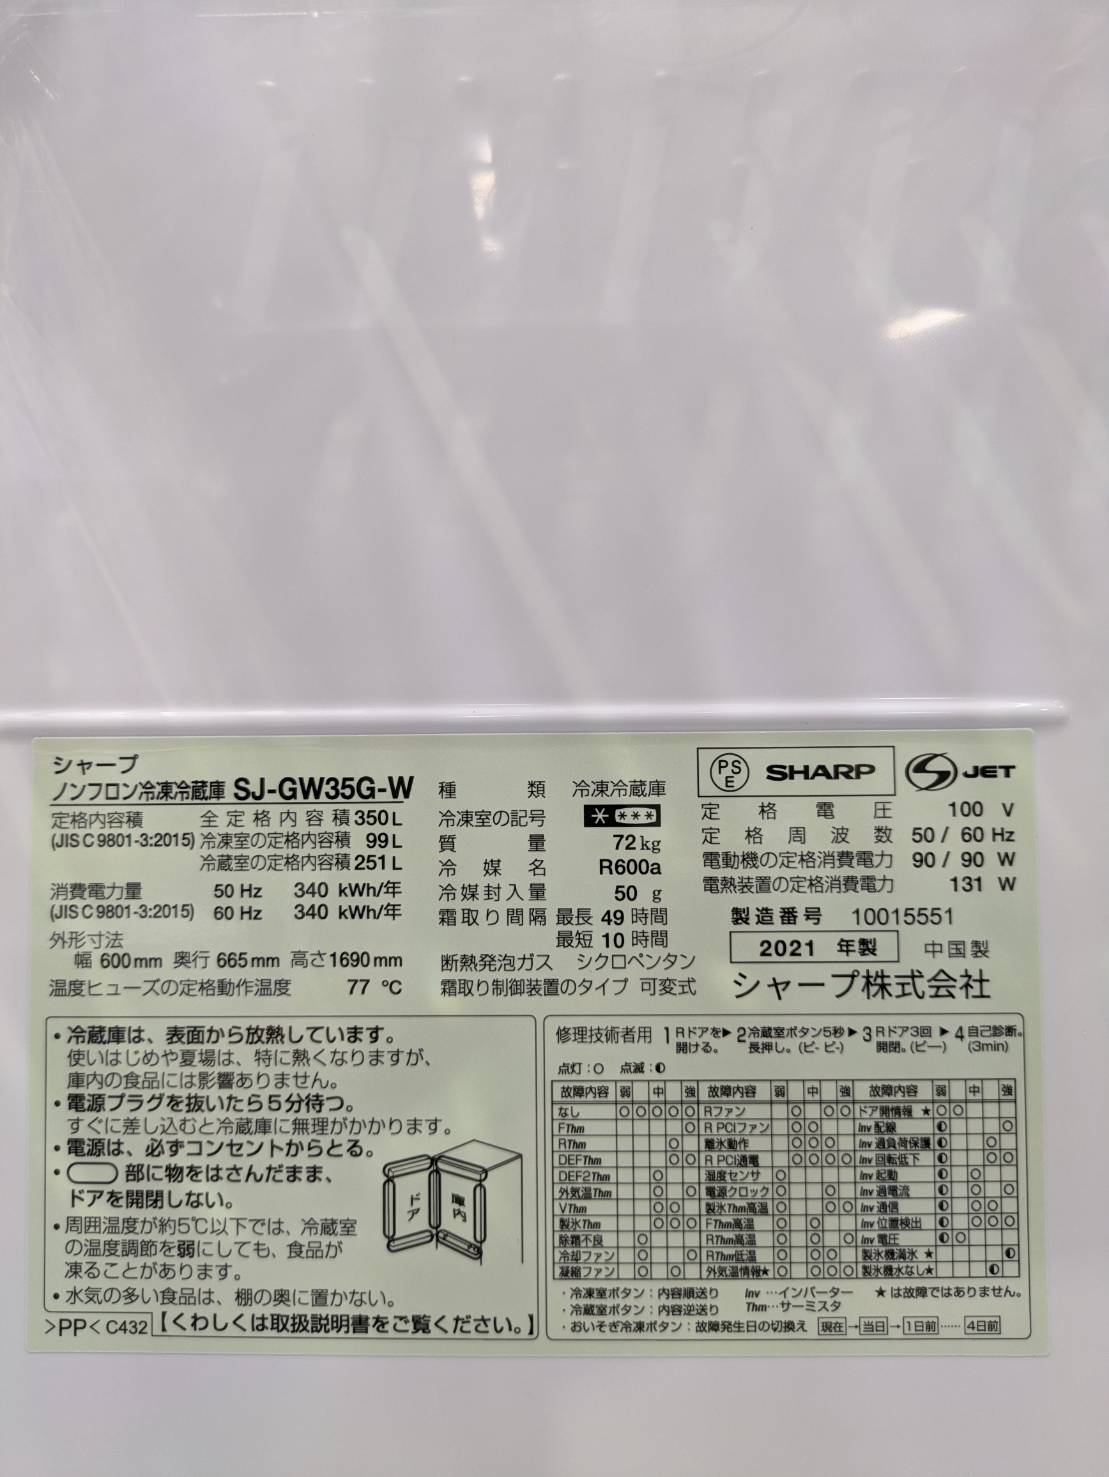 シャープ
ノンフロン冷凍冷蔵庫 SJ-GW35G-W
定格内容積 全定格内容積 350L
(JIS C 9801-3:2015) 冷凍室の定格内容積 99L
冷蔵室の定格内容積 251L
消費電力量 50 Hz 340 kWh/年
(JIS C 9801-3:2015) 60 Hz 340 kWh/年
外形寸法
幅 600mm 奥行 665mm 高さ1690mm
温度ヒューズの定格動作温度 77 ℃
種類 冷凍冷蔵庫
冷凍室の記号 * ***
質量 72kg
冷媒名 R600a
冷媒封入量 50 g
霜取り間隔 最長 49 時間
最短 10 時間
断熱発泡ガス シクロペンタン
霜取り制御装置のタイプ 可変式
PSE SHARP JET
定格電圧 100 V
定格周波数 50 / 60 Hz
電動機の定格消費電力 90 / 90 W
電熱装置の定格消費電力 131 W
製造番号 10015551
2021 年製 中国製
シャープ株式会社
・冷蔵庫は、表面から放熱しています。
使いはじめや夏場は、特に熱くなりますが、
庫内の食品には影響ありません。
・電源プラグを抜いたら5分待つ。
すぐに差し込むと冷蔵庫に無理がかかります。
・電源は、必ずコンセントからとる。
・ 部に物をはさんだまま、
ドアを開閉しない。
ドア 庫内
・周囲温度が約5℃以下では、冷蔵室
の温度調節を弱にしても、食品が
凍ることがあります。
・水気の多い食品は、棚の奥に置かない。
>PP< C432 【くわしくは取扱説明書をご覧ください。】
修理技術者用 1 Rドアを開ける。 ▶ 2 冷蔵室ボタン5秒長押し。(ピ- ピ-) ▶ 3 Rドア3回開閉。(ピー) ▶ 4 自己診断。(3min)
点灯:○ 点滅:◐
故障内容 弱 中 強 故障内容 弱 中 強 故障内容 弱 中 強
なし ○ ○ ○ ○ ○ Rファン ○ ○ ○ ドア開情報 ★ ○ ○
FThm ○ R PCIファン ○ ○ Inv 配線 ◐ ○
RThm ○ 離氷動作 ○ ○ ○ Inv 過負荷保護 ◐ ○
DEFThm ○ ○ R PCI通電 ○ ○ ○ ○ Inv 回転低下 ◐ ○ ○
DEF2Thm ○ 湿度センサ ○ Inv 起動 ◐ ○
外気温Thm ○ ○ 電源クロック ○ ○ Inv 過電流 ◐ ○ ○
VThm ○ ○ 製氷Thm高温 ○ ○ Inv 通信 ◐ ○ ○
製氷Thm ○ ○ ○ FThm高温 ○ ○ Inv 位置検出 ◐ ○ ○ ○
除霜不良 ○ RThm高温 ○ ○ ○ Inv 電圧 ◐ ○
冷却ファン ○ ○ RThm低温 ○ ○ ○ 製氷機満氷 ★ ◐
凝縮ファン ○ ○ 外気温情報★ ○ ○ ○ ○ 製氷機水なし★ ◐
・冷凍室ボタン:内容順送り Inv …インバーター ★は故障ではありません。
・冷蔵室ボタン:内容逆送り Thm…サーミスタ
・おいそぎ冷凍ボタン:故障発生日の切換え 現在→当日→1日前……4日前